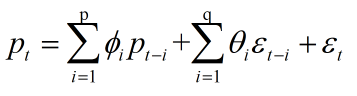 p_t = \sum_{i=1}^{p} \phi_i p_{t-i} + \sum_{i=1}^{q} \theta_i \varepsilon_{t-i} + \varepsilon_t